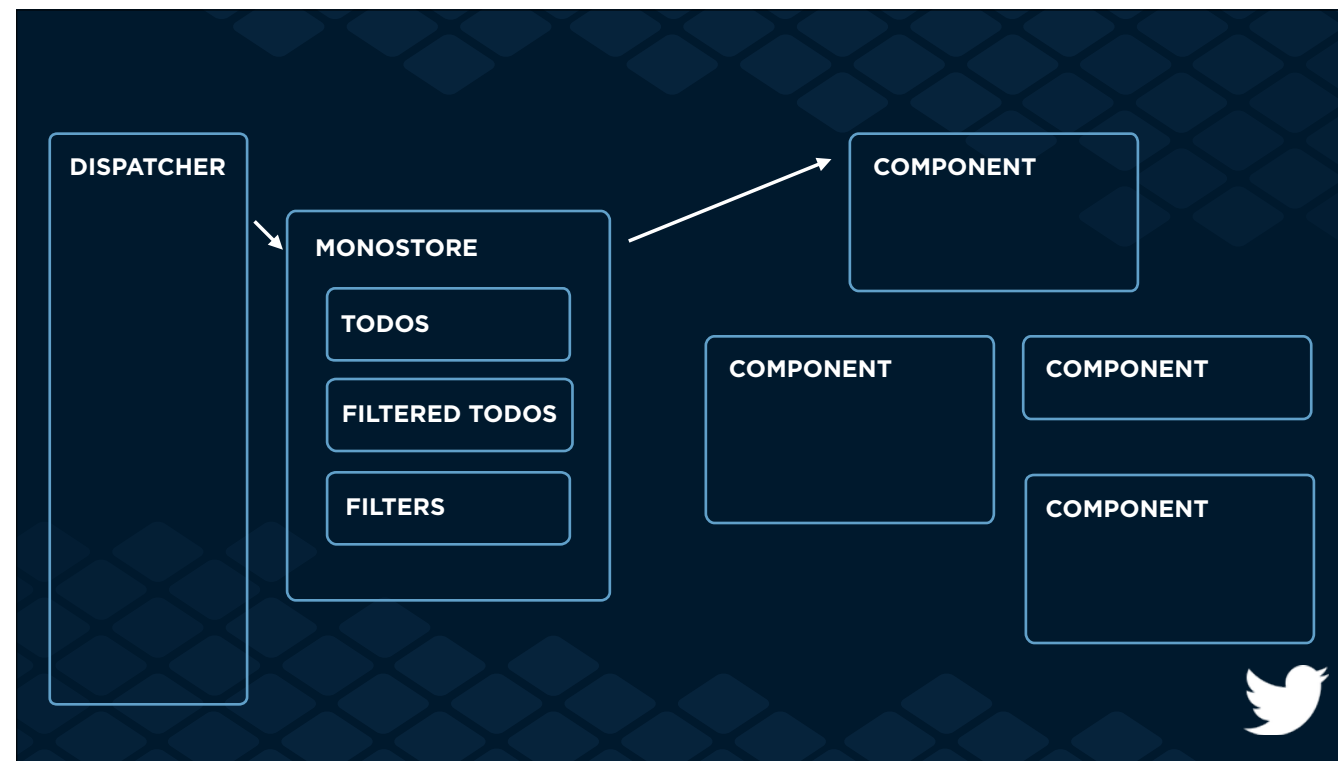 DISPATCHER
MONOSTORE
TODOS
FILTERED TODOS
FILTERS
COMPONENT
COMPONENT
COMPONENT
COMPONENT